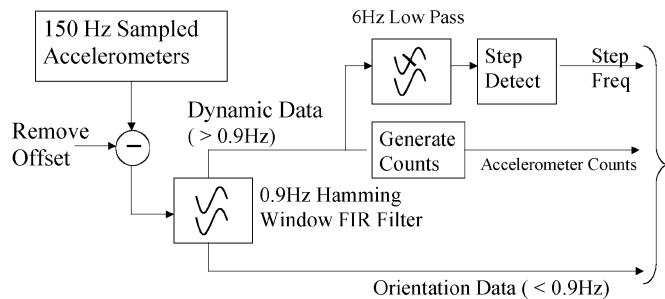 150 Hz Sampled
Accelerometers
6Hz Low Pass
Step
Detect
Step
Freq
Remove
Offset
−
Dynamic Data
( > 0.9Hz)
Generate
Counts
Accelerometer Counts
0.9Hz Hamming
Window FIR Filter
Orientation Data ( < 0.9Hz)